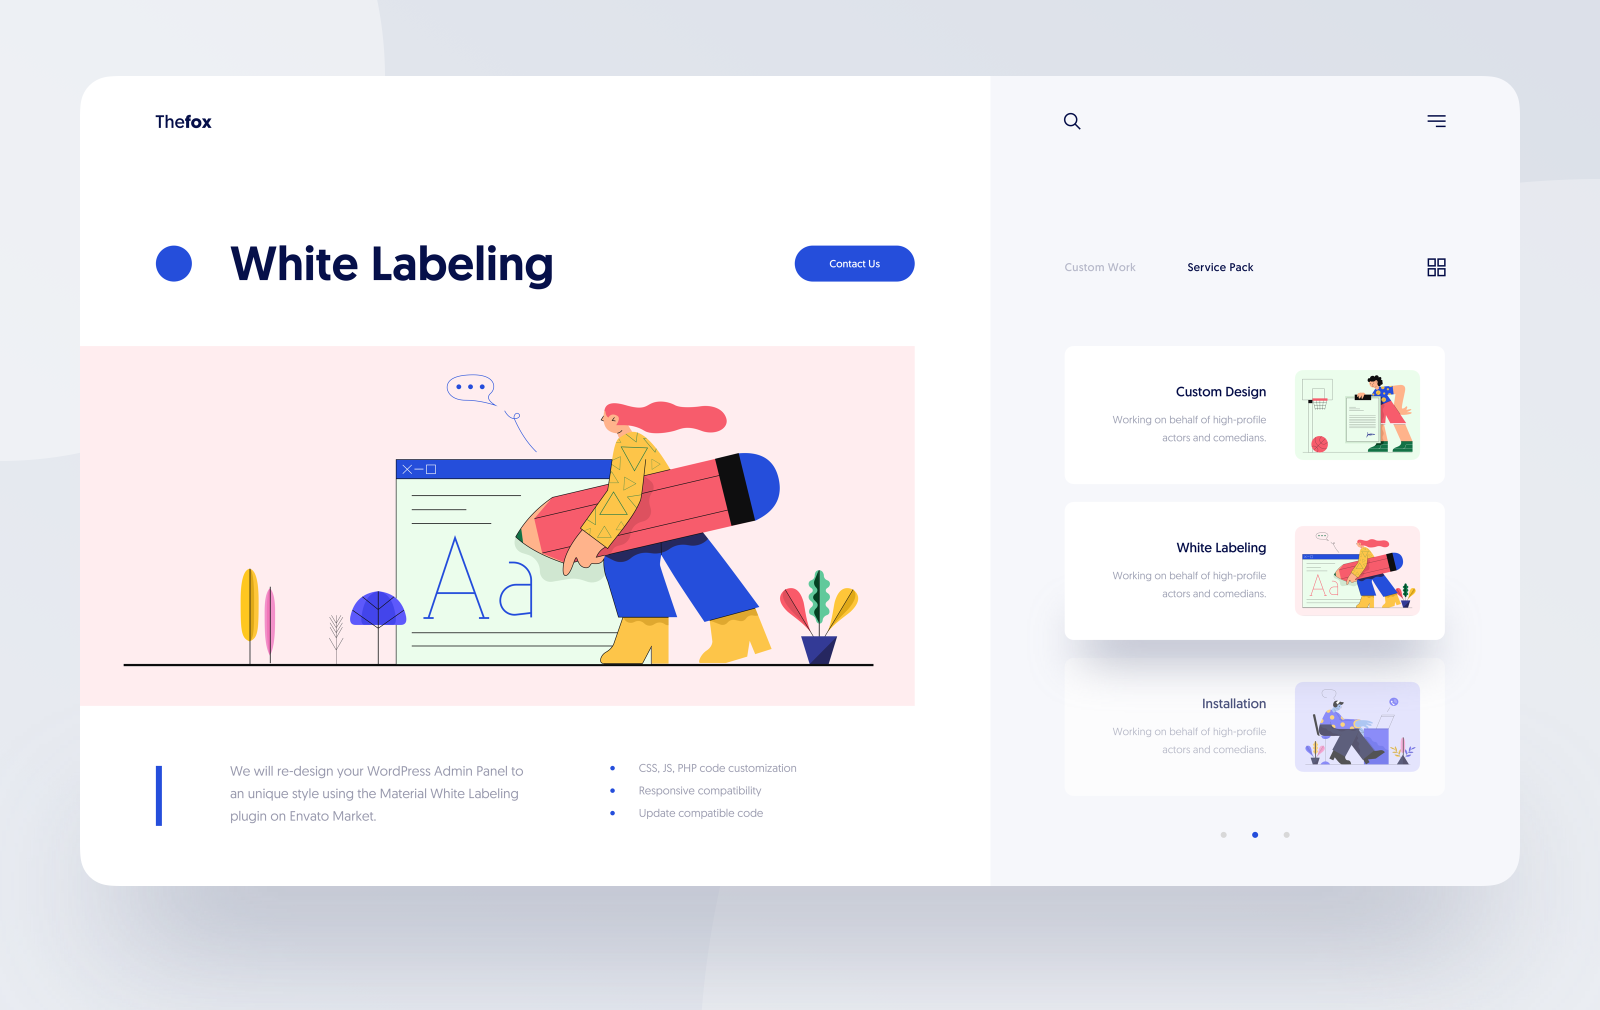 Thefox
White Labeling
Contact Us
Aa
We will re-design your WordPress Admin Panel to
an unique style using the Material White Labeling
plugin on Envato Market.
CSS, JS, PHP code customization
Responsive compatibility
Update compatible code
Custom Work
Service Pack
Custom Design
Working on behalf of high-profile
actors and comedians.
White Labeling
Working on behalf of high-profile
actors and comedians.
Aa
Installation
Working on behalf of high-profile
actors and comedians.